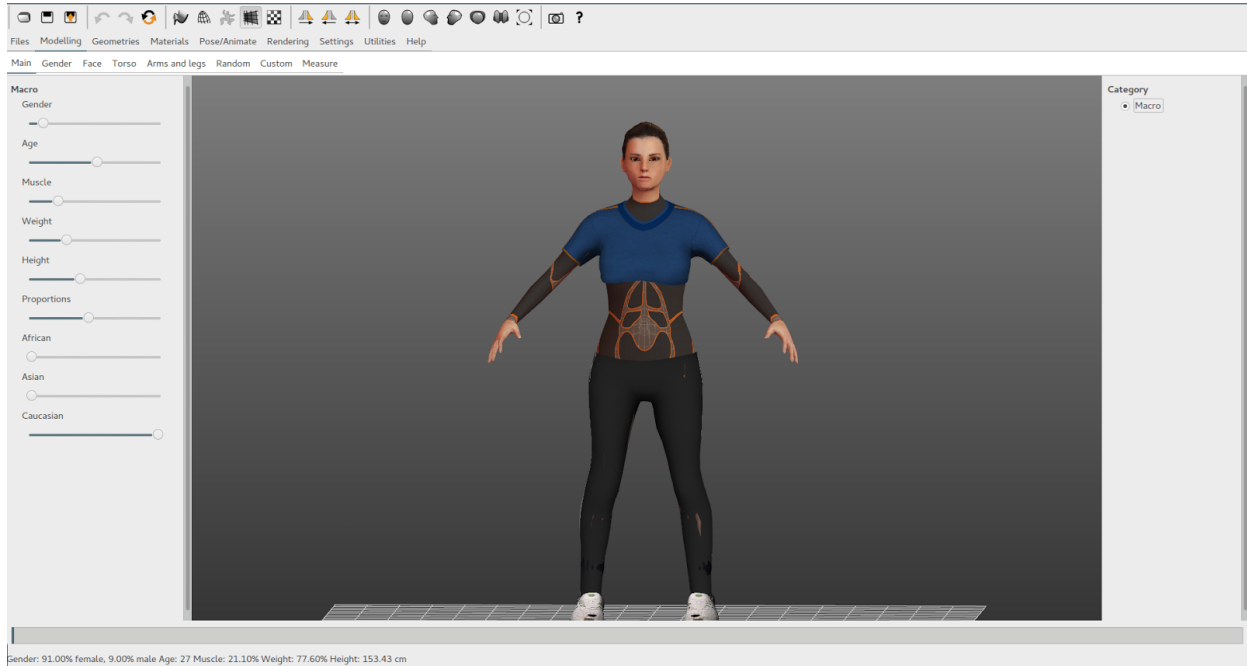 ?
Files Modelling Geometries Materials Pose/Animate Rendering Settings Utilities Help
Main Gender Face Torso Arms and legs Random Custom Measure
Macro
Gender
Age
Muscle
Weight
Height
Proportions
African
Asian
Caucasian
Category
Macro
Gender: 91.00% female, 9.00% male Age: 27 Muscle: 21.10% Weight: 77.60% Height: 153.43 cm